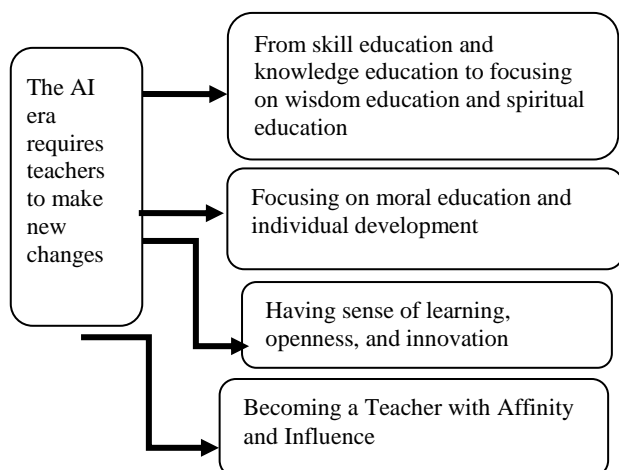 The AI
era
requires
teachers
to make
new
changes
From skill education and
knowledge education to focusing
on wisdom education and spiritual
education
Focusing on moral education and
individual development
Having sense of learning,
openness, and innovation
Becoming a Teacher with Affinity
and Influence